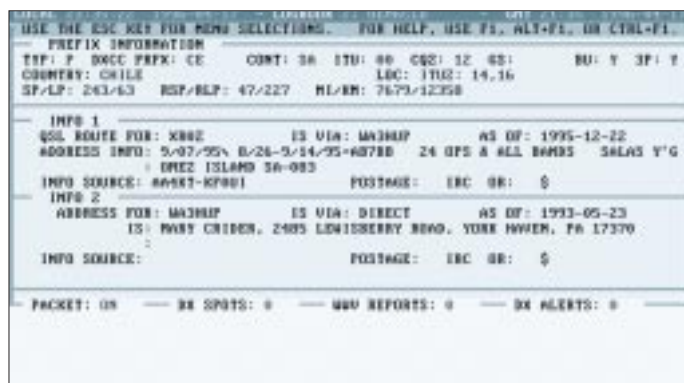 USE THE ESC KEY FOR MENU SELECTIONS. FOR HELP, USE F1, ALT+F1, OR CTRL+F1.
PREFIX INFORMATION
TYP: P DXCC PRFX: CE CONT: SA ITU: 00 CQZ: 12 GS: BU: Y 3P: Y
COUNTRY: CHILE LOC: ITUZ: 14,16
SP/LP: 243/63 RSP/RLP: 47/227 MI/KM: 7679/12358
INFO 1
QSL ROUTE FOR: XR0Z IS VIA: WA3HUP AS OF: 1995-12-22
ADDRESS INFO: 9/07/95\ 8/26-9/14/95=AB7BB 24 OPS & ALL BANDS SALAS Y'G
: OMEZ ISLAND SA-003
INFO SOURCE: POSTAGE: IRC OR: $
INFO 2
ADDRESS FOR: WA3HUP IS VIA: DIRECT AS OF: 1993-05-23
IS: MARY CRIDER, 2485 LEWISBERRY ROAD, YORK HAVEN, PA 17370
:
INFO SOURCE: POSTAGE: IRC OR: $
PACKET: ON DX SPOTS: 0 WWV REPORTS: 0 DX ALERTS: 0